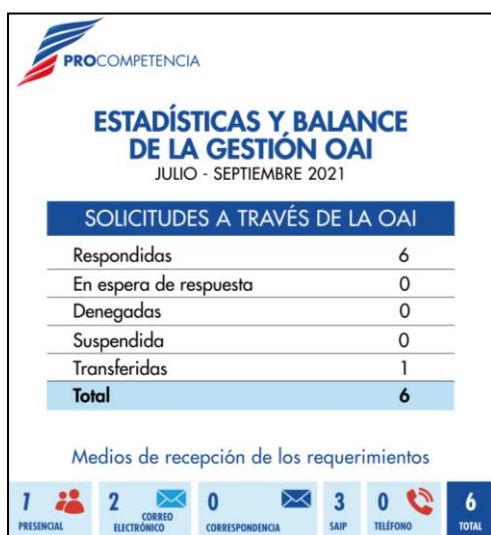 PROCOMPETENCIA
ESTADÍSTICAS Y BALANCE
DE LA GESTIÓN OAI
JULIO - SEPTIEMBRE 2021
SOLICITUDES A TRAVÉS DE LA OAI
Respondidas 6
En espera de respuesta 0
Denegadas 0
Suspendida 0
Transferidas 1
Total 6
Medios de recepción de los requerimientos
1 PRESENCIAL
2 CORREO ELECTRÓNICO
0 CORRESPONDENCIA
3 SAIP
0 TELÉFONO
6 TOTAL